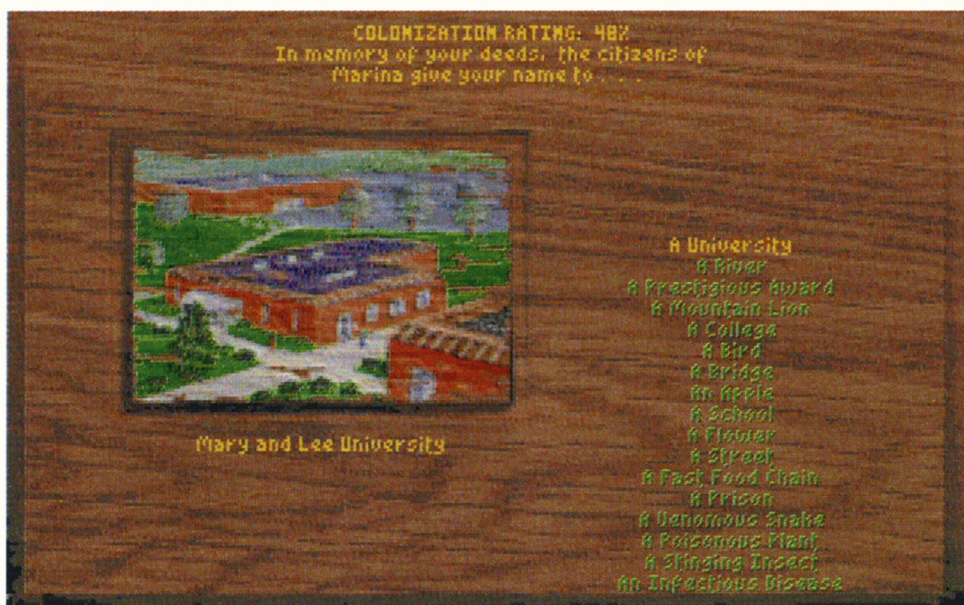 COLONIZATION RATING: 48%
In memory of your deeds, the citizens of
Marina give your name to . . .
A University
A River
A Prestigious Award
A Mountain Lion
A College
A Bird
A Bridge
An Apple
A School
A Flower
A Street
A Fast Food Chain
A Prison
A Venomous Snake
A Poisonous Plant
A Stinging Insect
An Infectious Disease
Mary and Lee University